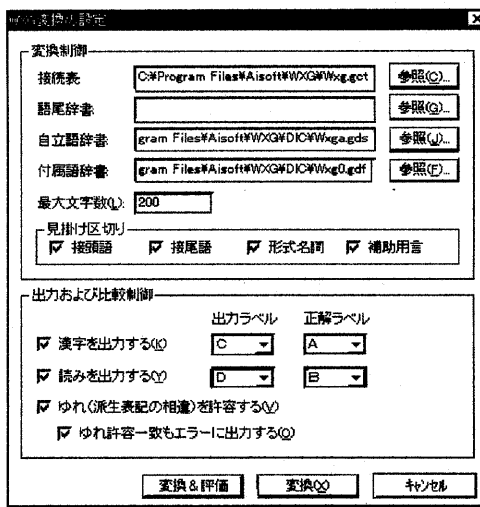 変換の設定
変換制御
接続表: C:¥Program Files¥Aisoft¥WXG¥Wxg.gct 参照(C)...
語尾辞書: 参照(G)...
自立語辞書: gram Files¥Aisoft¥WXG¥DIC¥Wxga.gds 参照(J)...
付属語辞書: gram Files¥Aisoft¥WXG¥DIC¥Wxg0.gdf 参照(F)...
最大文字数(L): 200
見掛け区切り
接頭語 接尾語 形式名詞 補助用言
出力および比較制御
出力ラベル 正解ラベル
漢字を出力する(K) C A
読みを出力する(Y) D B
ゆれ(派生表記の相違)を許容する(V)
ゆれ許容一致もエラーに出力する(O)
変換&評価 変換(X) キャンセル